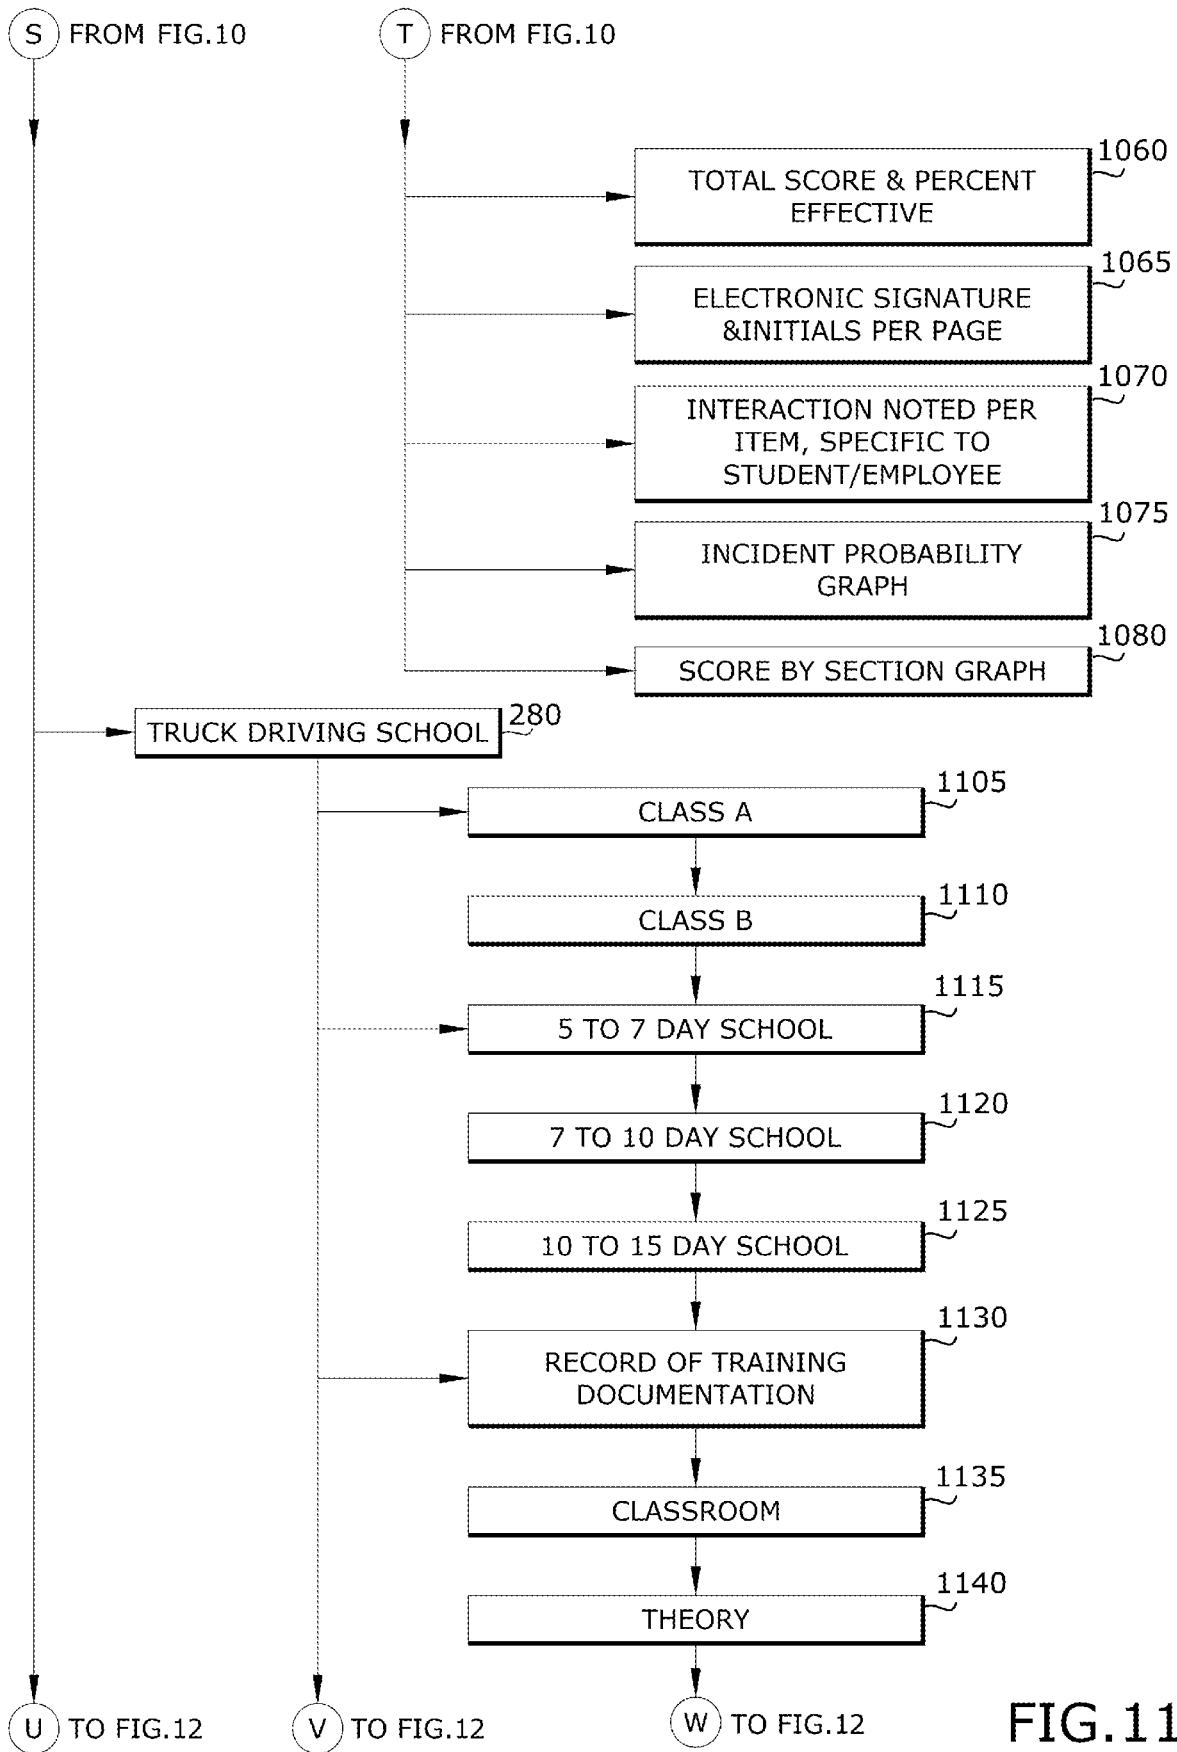 S FROM FIG.10
T FROM FIG.10
1060
TOTAL SCORE & PERCENT
EFFECTIVE
1065
ELECTRONIC SIGNATURE
&INITIALS PER PAGE
1070
INTERACTION NOTED PER
ITEM, SPECIFIC TO
STUDENT/EMPLOYEE
1075
INCIDENT PROBABILITY
GRAPH
1080
SCORE BY SECTION GRAPH
TRUCK DRIVING SCHOOL
280
1105
CLASS A
1110
CLASS B
1115
5 TO 7 DAY SCHOOL
1120
7 TO 10 DAY SCHOOL
1125
10 TO 15 DAY SCHOOL
1130
RECORD OF TRAINING
DOCUMENTATION
1135
CLASSROOM
1140
THEORY
U TO FIG.12
V TO FIG.12
W TO FIG.12
FIG.11